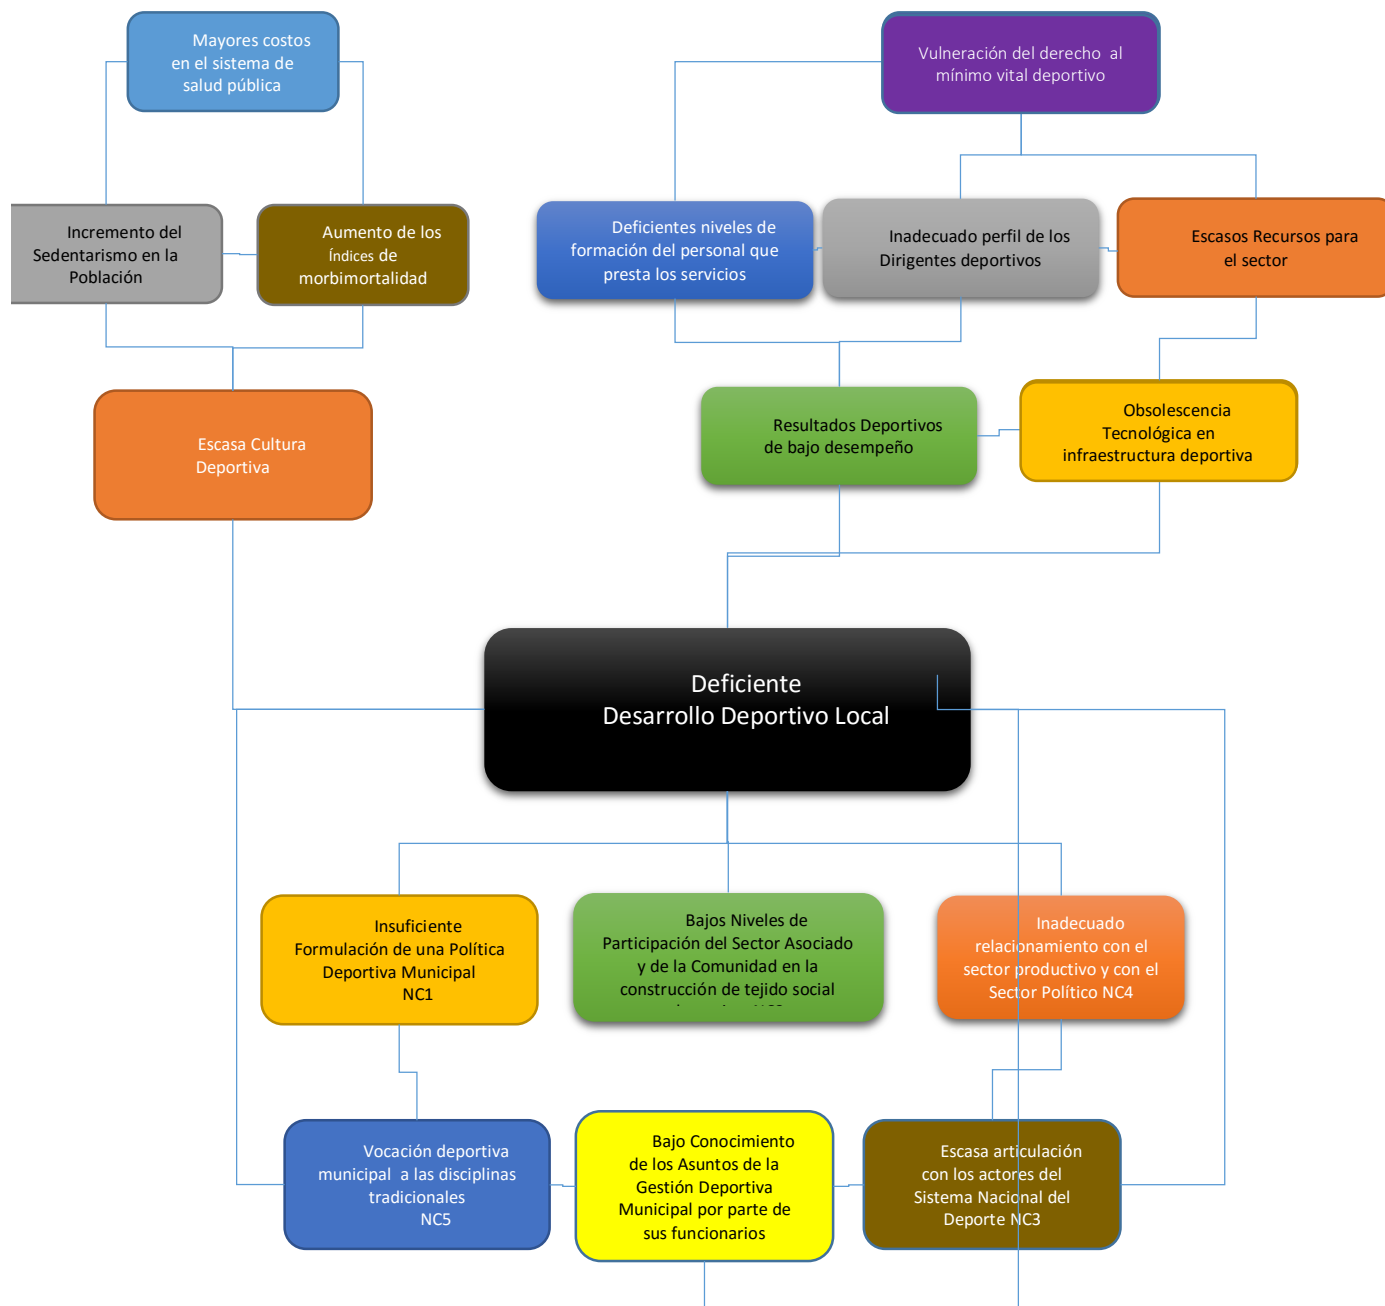 Mayores costos
en el sistema de
salud pública
Vulneración del derecho al
mínimo vital deportivo
Incremento del
Sedentarismo en la
Población
Aumento de los
Índices de
morbimortalidad
Deficientes niveles de
formación del personal que
presta los servicios
Inadecuado perfil de los
Dirigentes deportivos
Escasos Recursos para
el sector
Escasa Cultura
Deportiva
Resultados Deportivos
de bajo desempeño
Obsolescencia
Tecnológica en
infraestructura deportiva
Deficiente
Desarrollo Deportivo Local
Insuficiente
Formulación de una Política
Deportiva Municipal
NC1
Bajos Niveles de
Participación del Sector Asociado
y de la Comunidad en la
construcción de tejido social
Inadecuado
relacionamiento con el
sector productivo y con el
Sector Político NC4
Vocación deportiva
municipal a las disciplinas
tradicionales
NC5
Bajo Conocimiento
de los Asuntos de la
Gestión Deportiva
Municipal por parte de
sus funcionarios
Escasa articulación
con los actores del
Sistema Nacional del
Deporte NC3